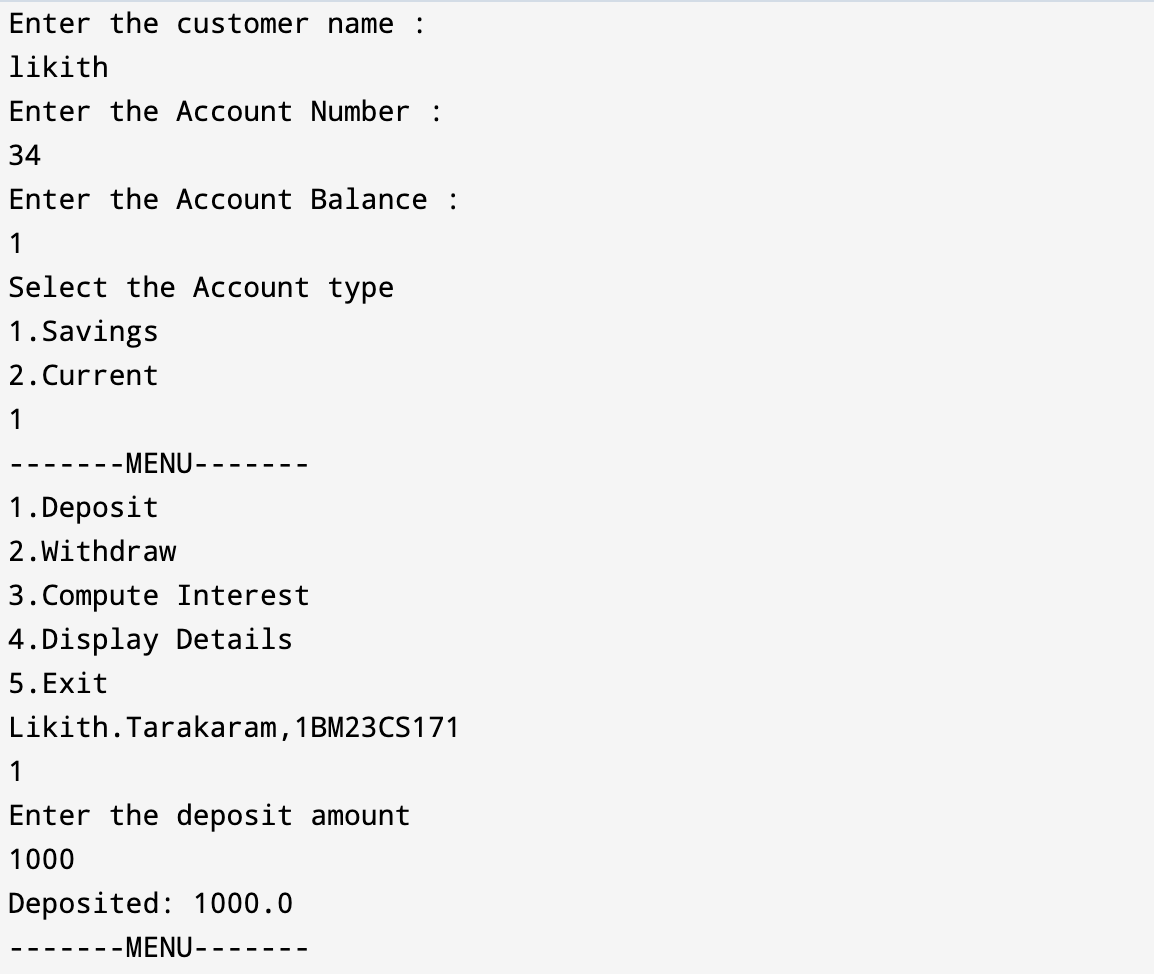 Enter the customer name :
likith
Enter the Account Number :
34
Enter the Account Balance :
1
Select the Account type
1.Savings
2.Current
1
-------MENU-------
1.Deposit
2.Withdraw
3.Compute Interest
4.Display Details
5.Exit
Likith.Tarakaram,1BM23CS171
1
Enter the deposit amount
1000
Deposited: 1000.0
-------MENU-------